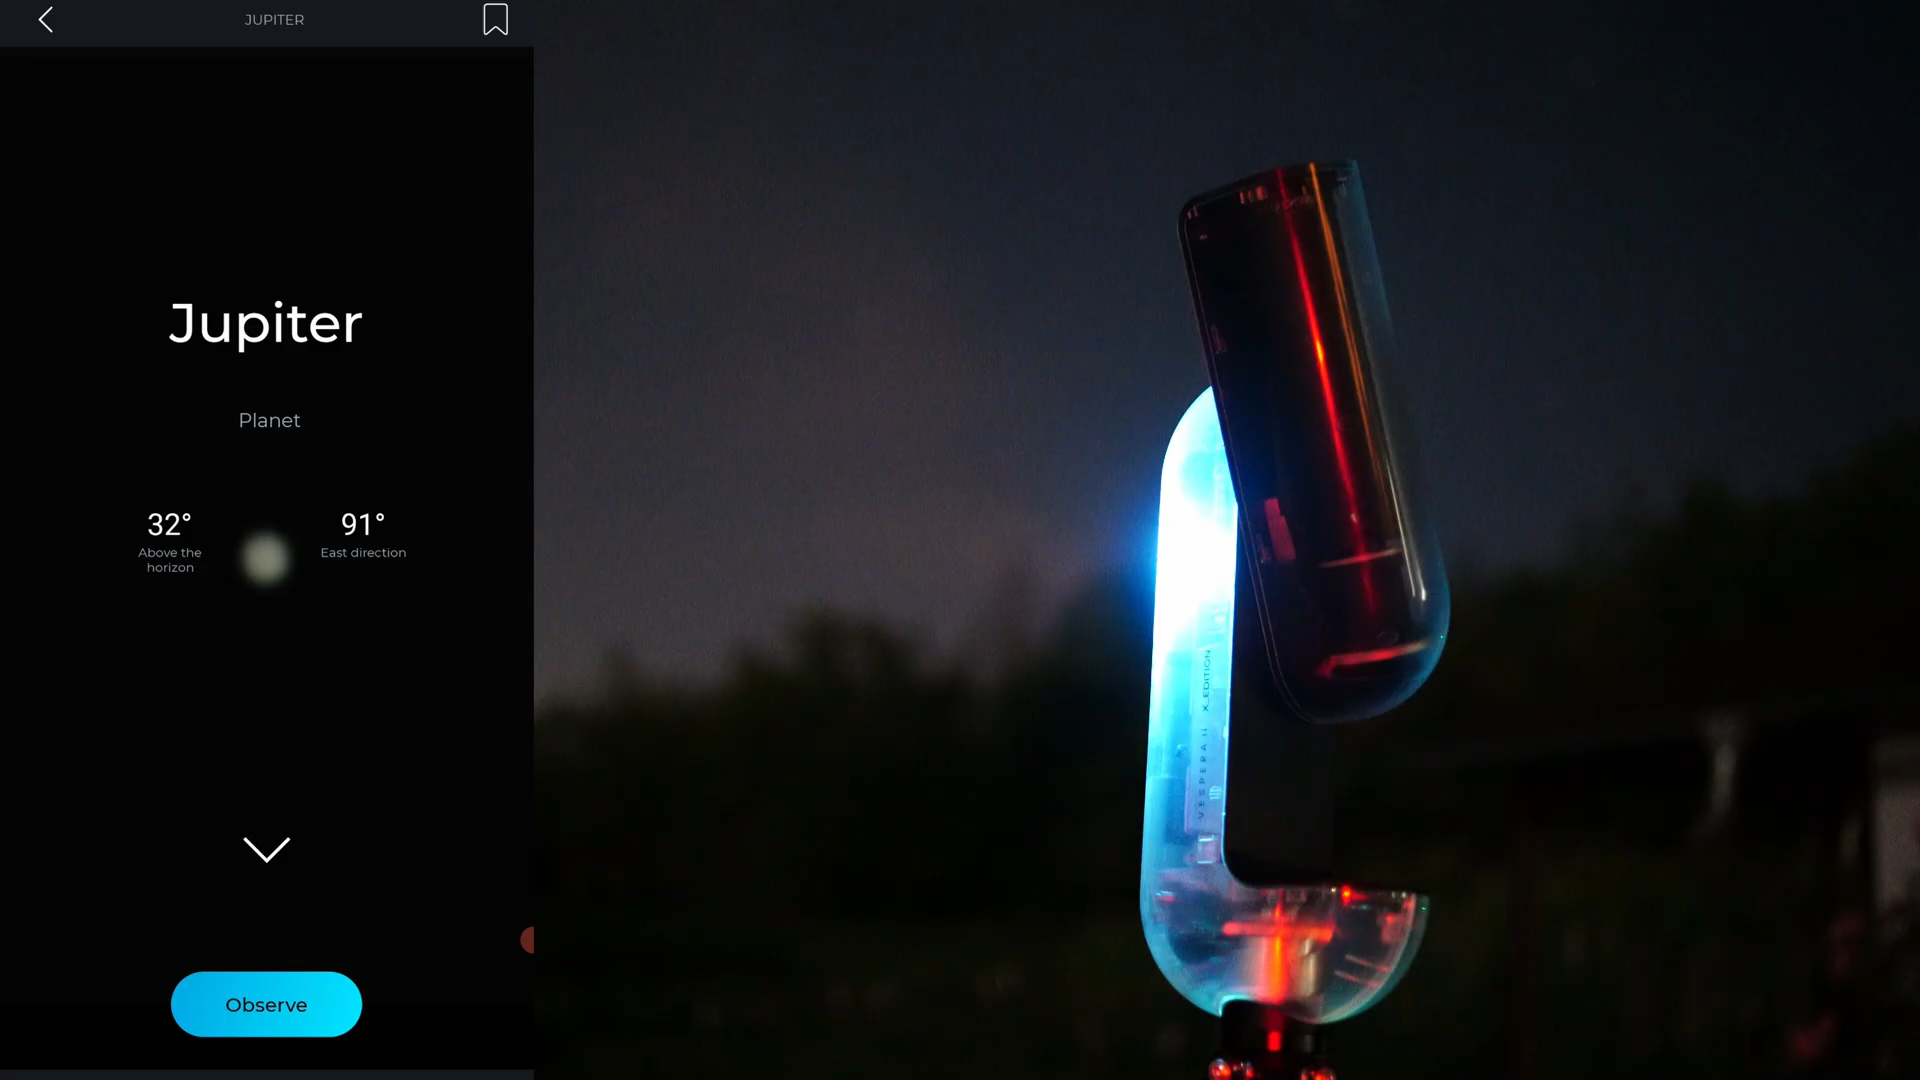 JUPITER
Jupiter
Planet
32°
Above the
horizon
91°
East direction
Observe
VESPERA II X_EDITION